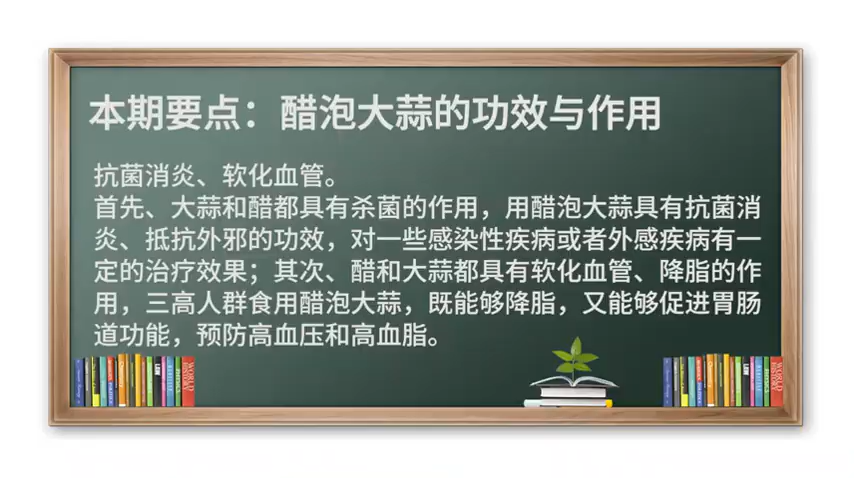 本期要点：醋泡大蒜的功效与作用
抗菌消炎、软化血管。
首先、大蒜和醋都具有杀菌的作用，用醋泡大蒜具有抗菌消
炎、抵抗外邪的功效，对一些感染性疾病或者外感疾病有一
定的治疗效果；其次、醋和大蒜都具有软化血管、降脂的作
用，三高人群食用醋泡大蒜，既能够降脂，又能够促进胃肠
道功能，预防高血压和高血脂。
WORLD HISTORY
WORLD HISTORY